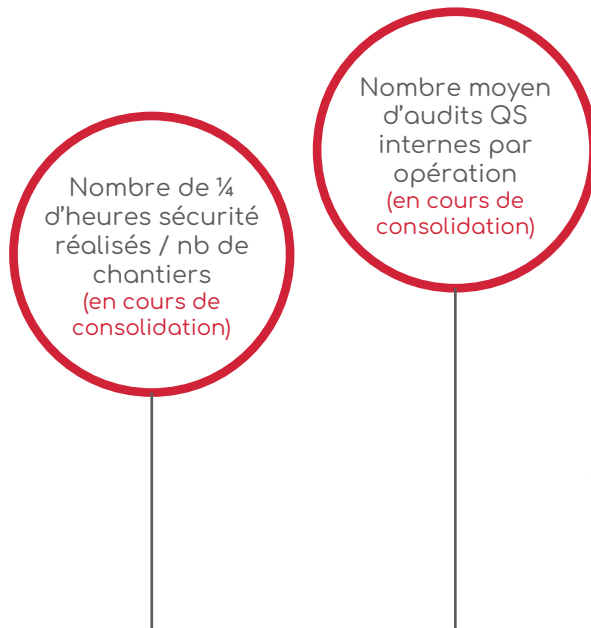 Nombre de ¼
d'heures sécurité
réalisés / nb de
chantiers
(en cours de
consolidation)
Nombre moyen
d'audits QS
internes par
opération
(en cours de
consolidation)